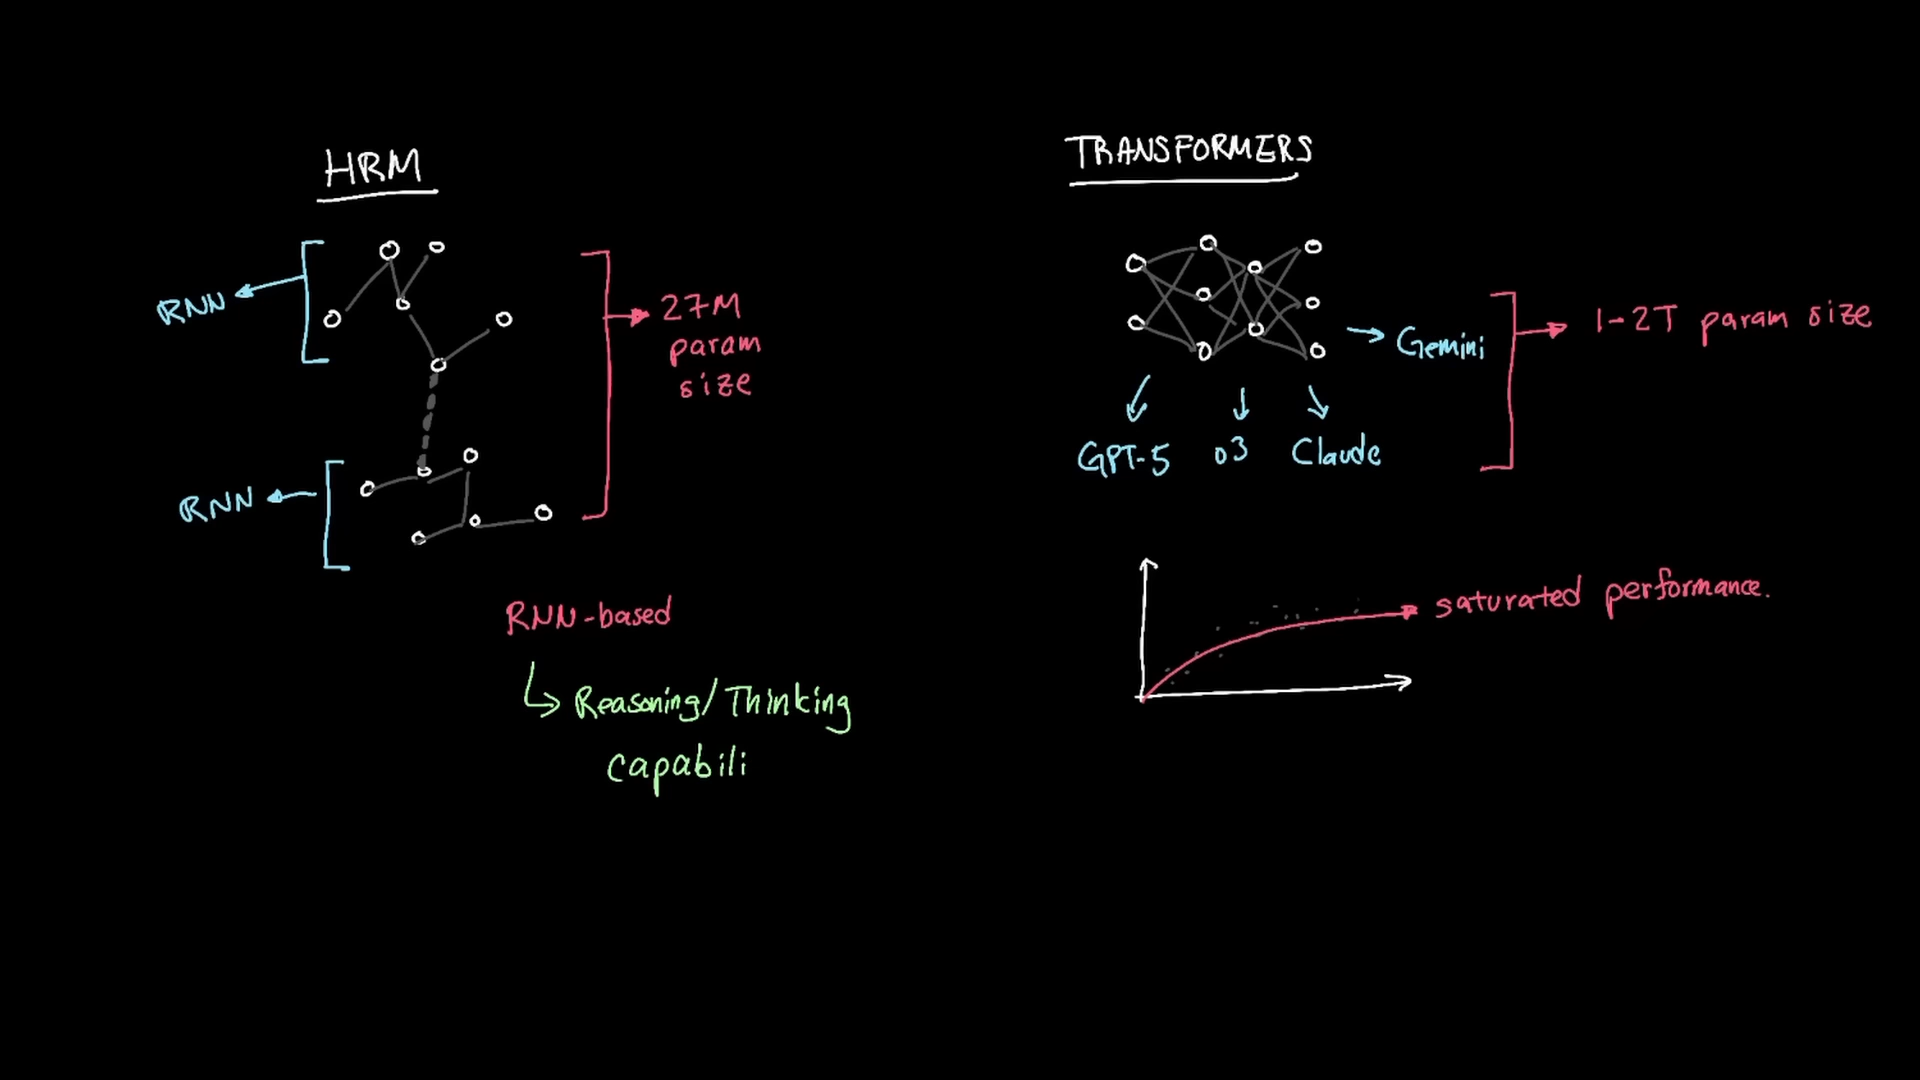 HRM
RNN
27M
param
size
RNN
RNN-based
Reasoning/Thinking
capabili
TRANSFORMERS
Gemini
1-2T param size
GPT-5 o3 Claude
saturated performance.